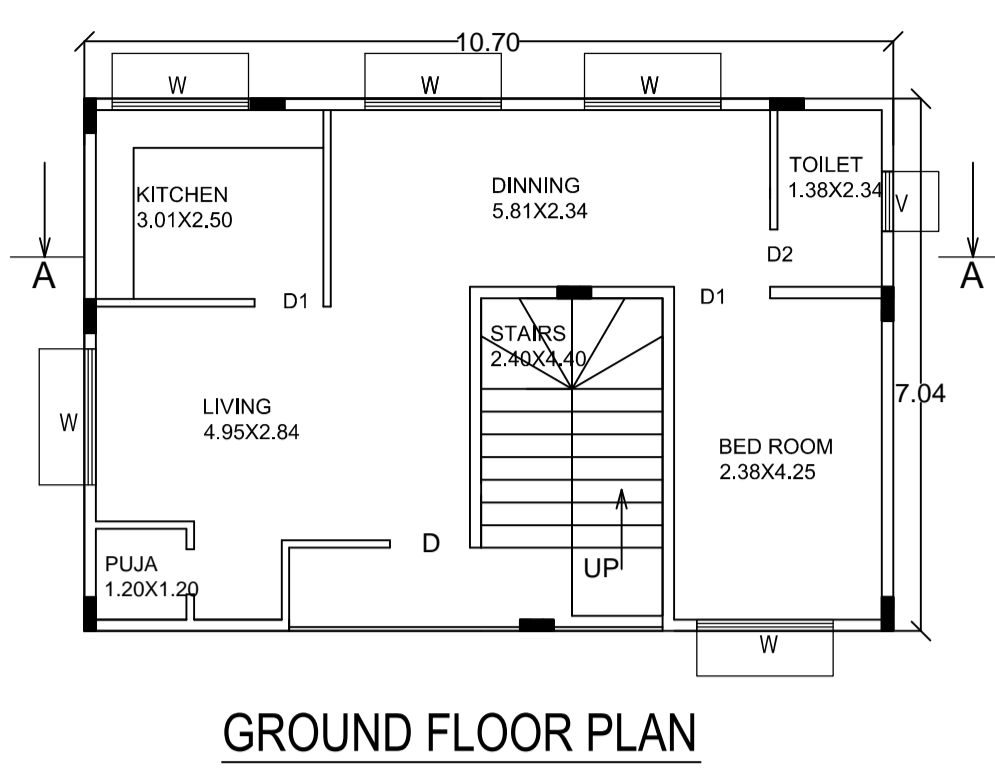 10.70
W
W
W
TOILET
1.38X2.34
V
KITCHEN
3.01X2.50
DINNING
5.81X2.34
D2
A
A
D1
D1
STAIRS
2.40X4.40
7.04
W
LIVING
4.95X2.84
BED ROOM
2.38X4.25
D
UP
PUJA
1.20X1.20
W
GROUND FLOOR PLAN